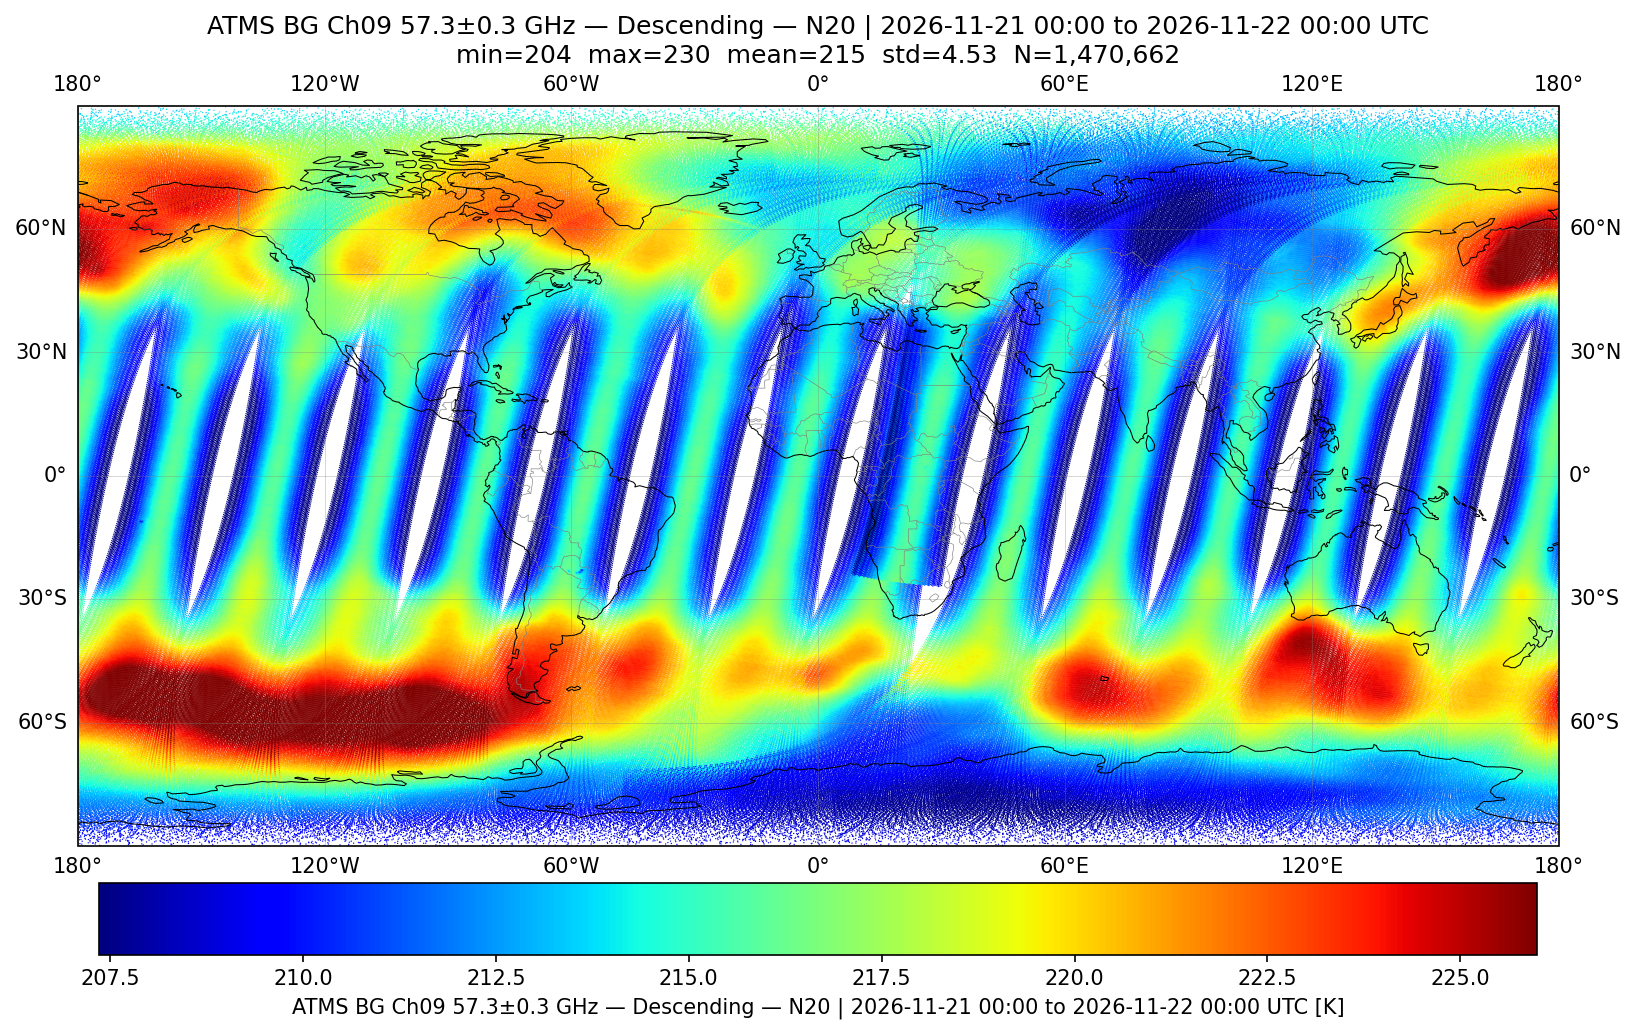 ATMS BG Ch09 57.3±0.3 GHz — Descending — N20 | 2026-11-21 00:00 to 2026-11-22 00:00 UTC
min=204 max=230 mean=215 std=4.53 N=1,470,662
180° 120°W 60°W 0° 60°E 120°E 180°
60°N 60°N
30°N 30°N
0° 0°
30°S 30°S
60°S 60°S
180° 120°W 60°W 0° 60°E 120°E 180°
207.5 210.0 212.5 215.0 217.5 220.0 222.5 225.0
ATMS BG Ch09 57.3±0.3 GHz — Descending — N20 | 2026-11-21 00:00 to 2026-11-22 00:00 UTC [K]